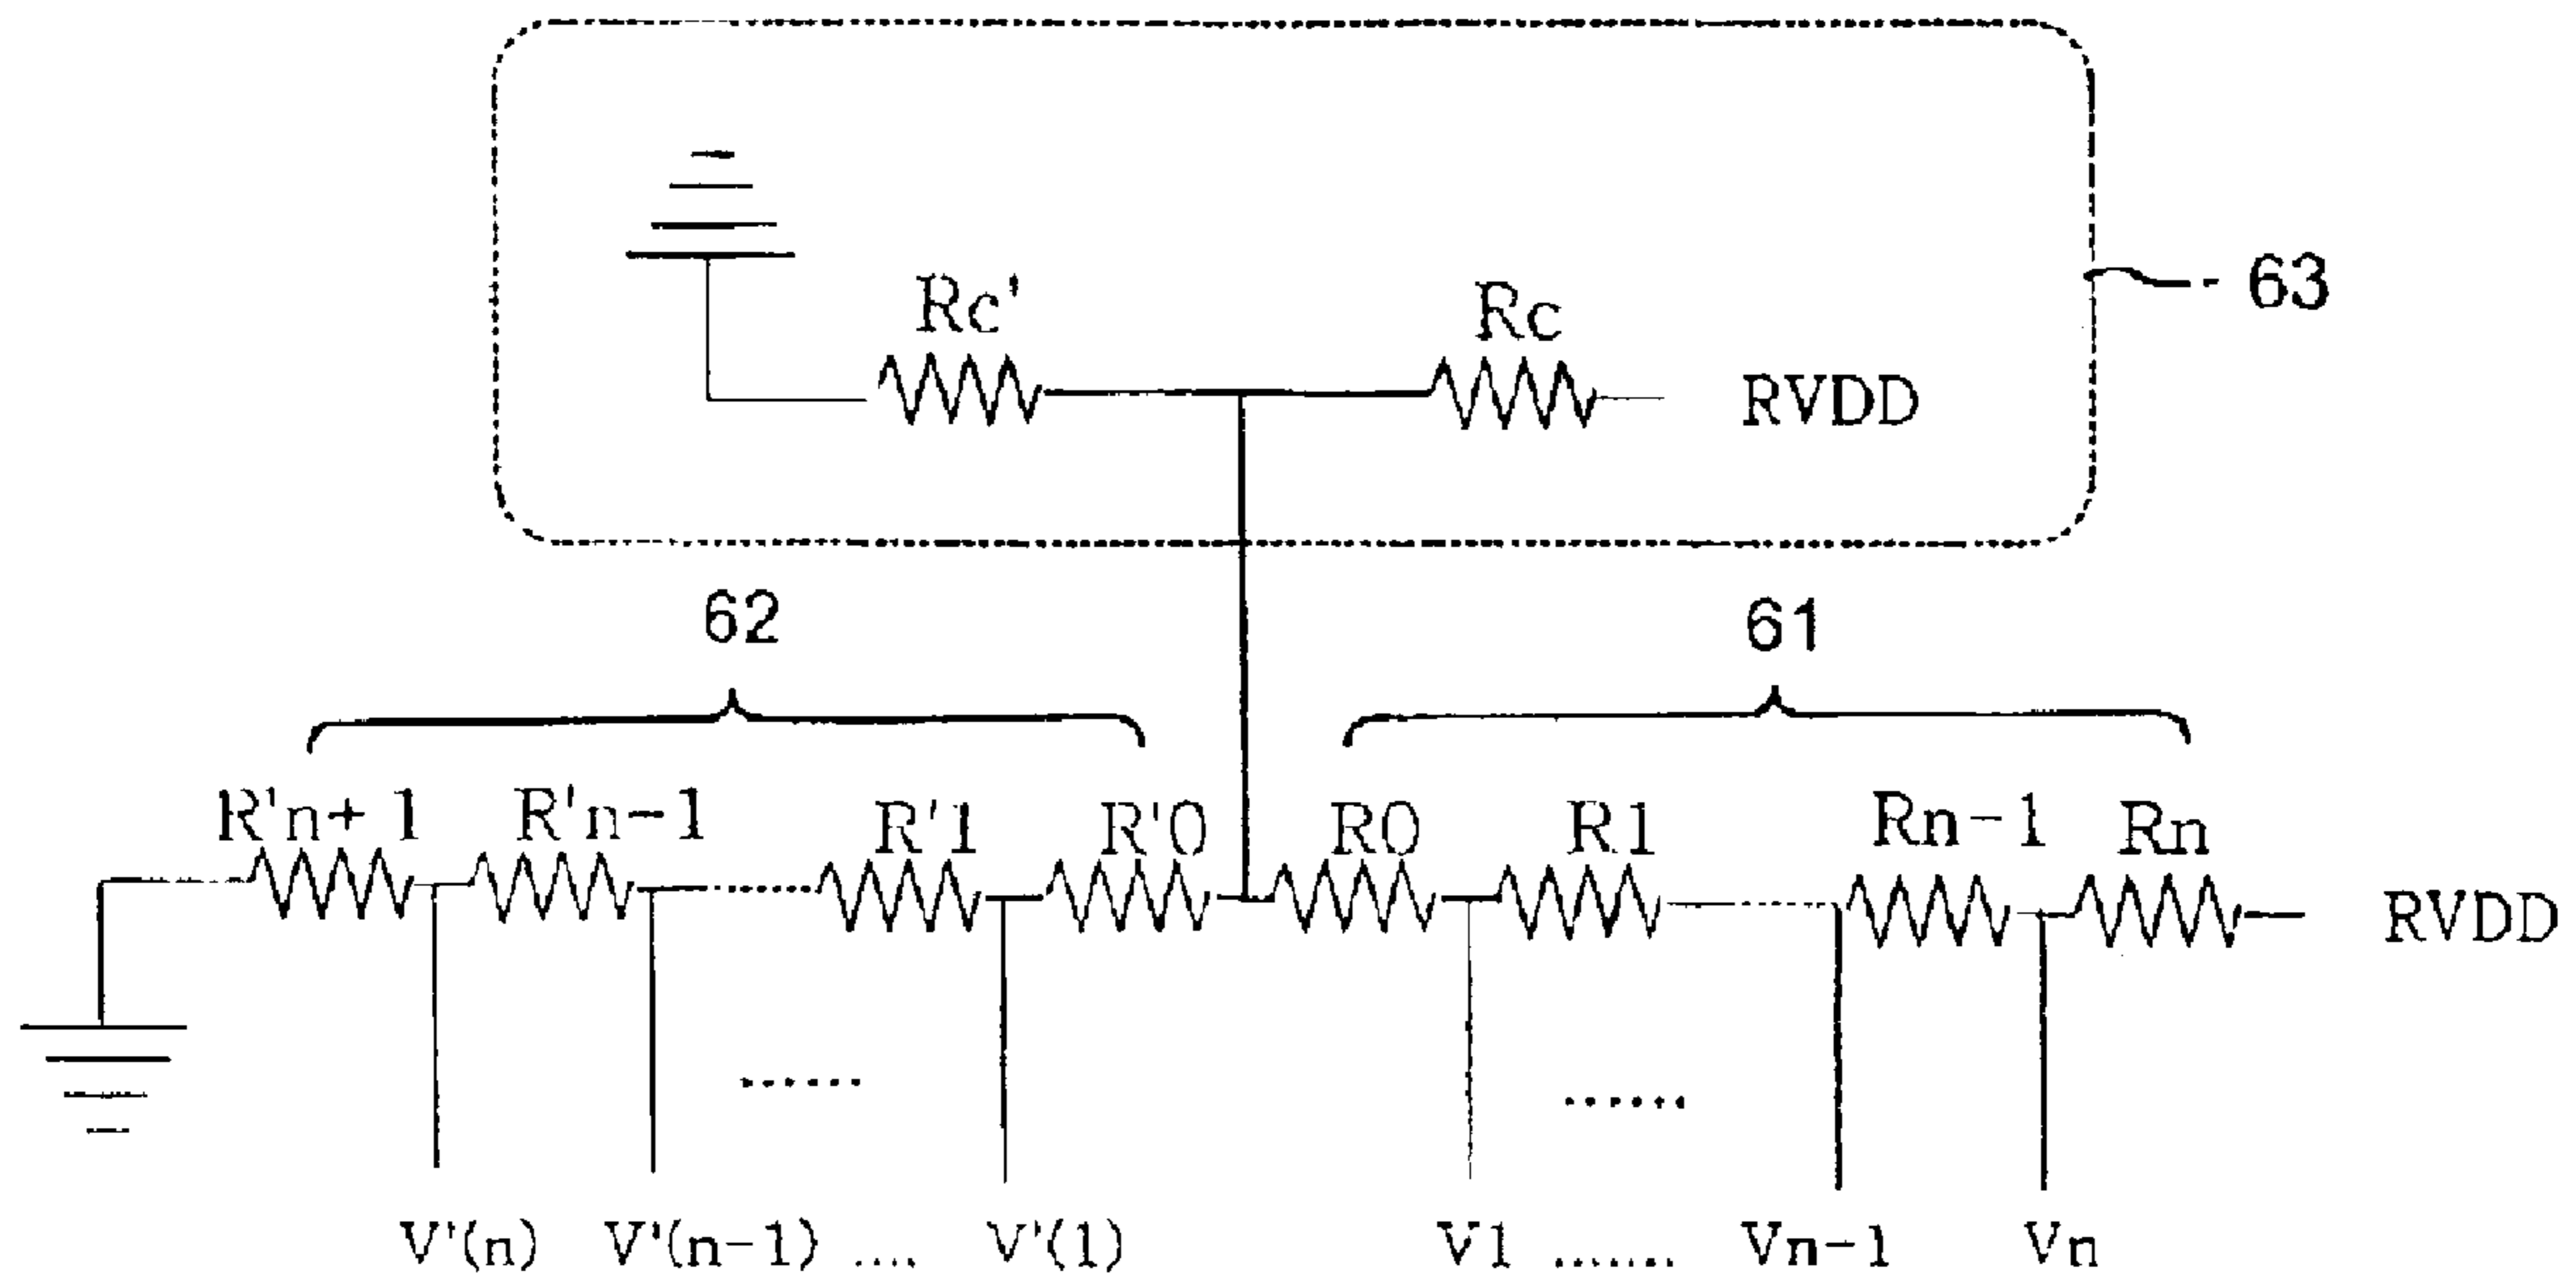 Rc' Rc
RVDD
63
62 61
R'n+1 R'n-1 R'1 R'0 R0 R1 Rn-1 Rn
RVDD
...... ......
V'(n) V'(n-1) .... V'(1) V1 ....... Vn-1 Vn